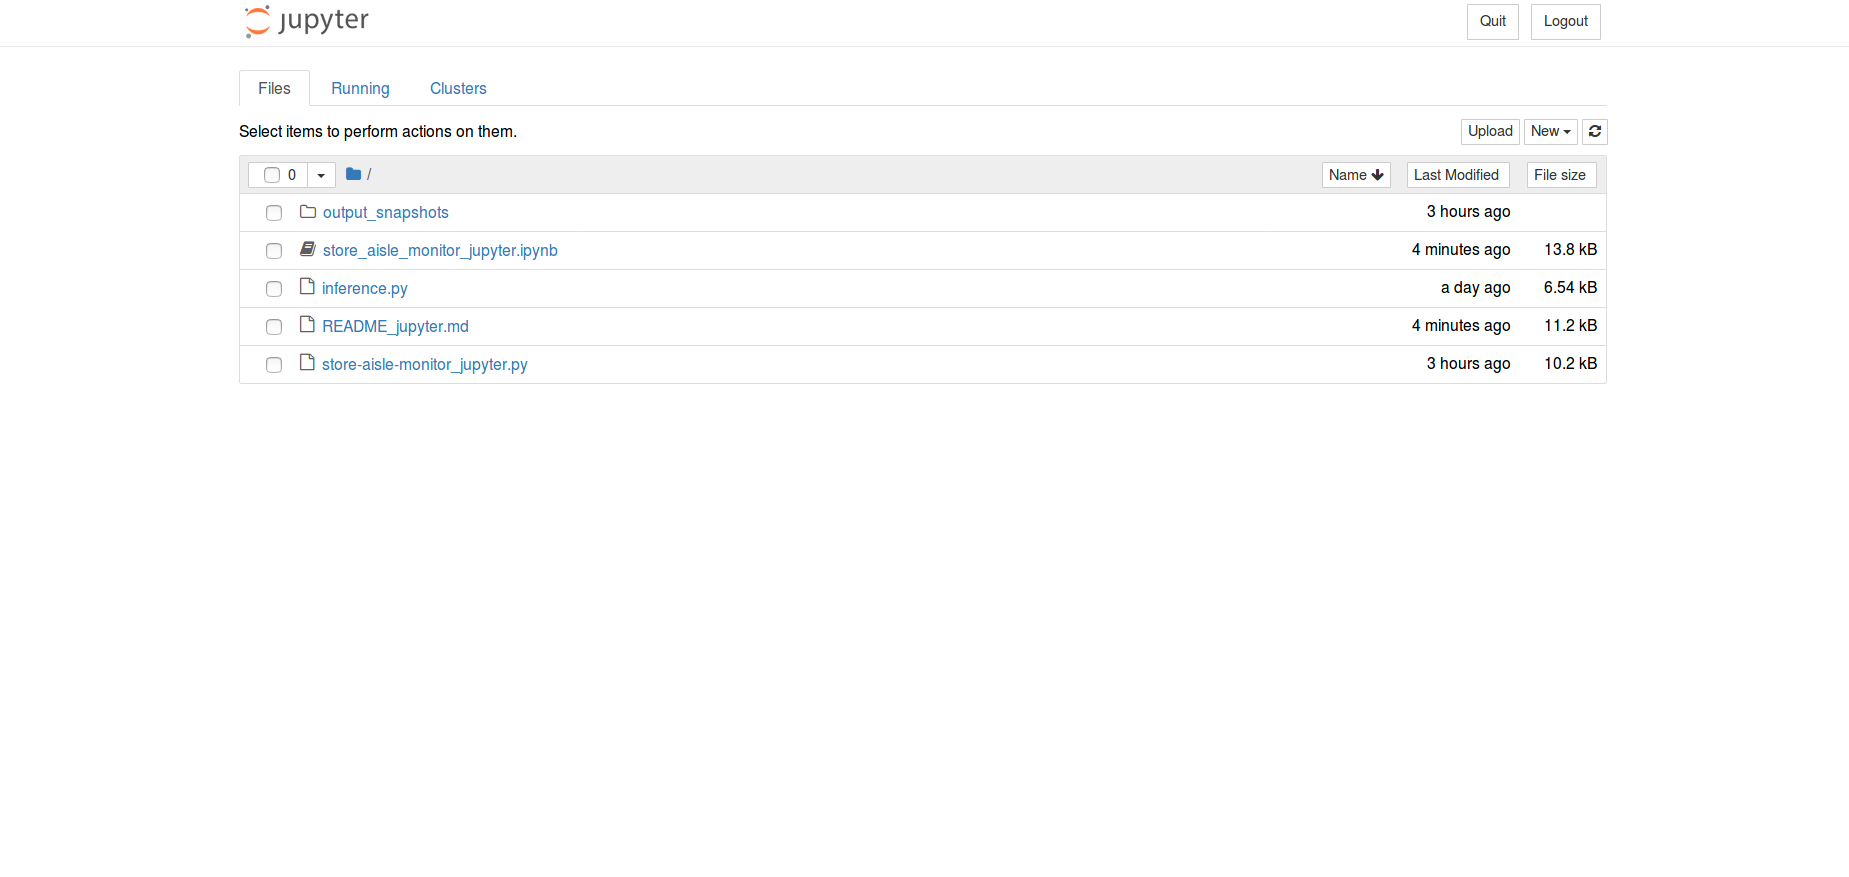 jupyter Quit Logout
Files Running Clusters
Select items to perform actions on them. Upload New
0 / Name Last Modified File size
output_snapshots 3 hours ago
store_aisle_monitor_jupyter.ipynb 4 minutes ago 13.8 kB
inference.py a day ago 6.54 kB
README_jupyter.md 4 minutes ago 11.2 kB
store-aisle-monitor_jupyter.py 3 hours ago 10.2 kB